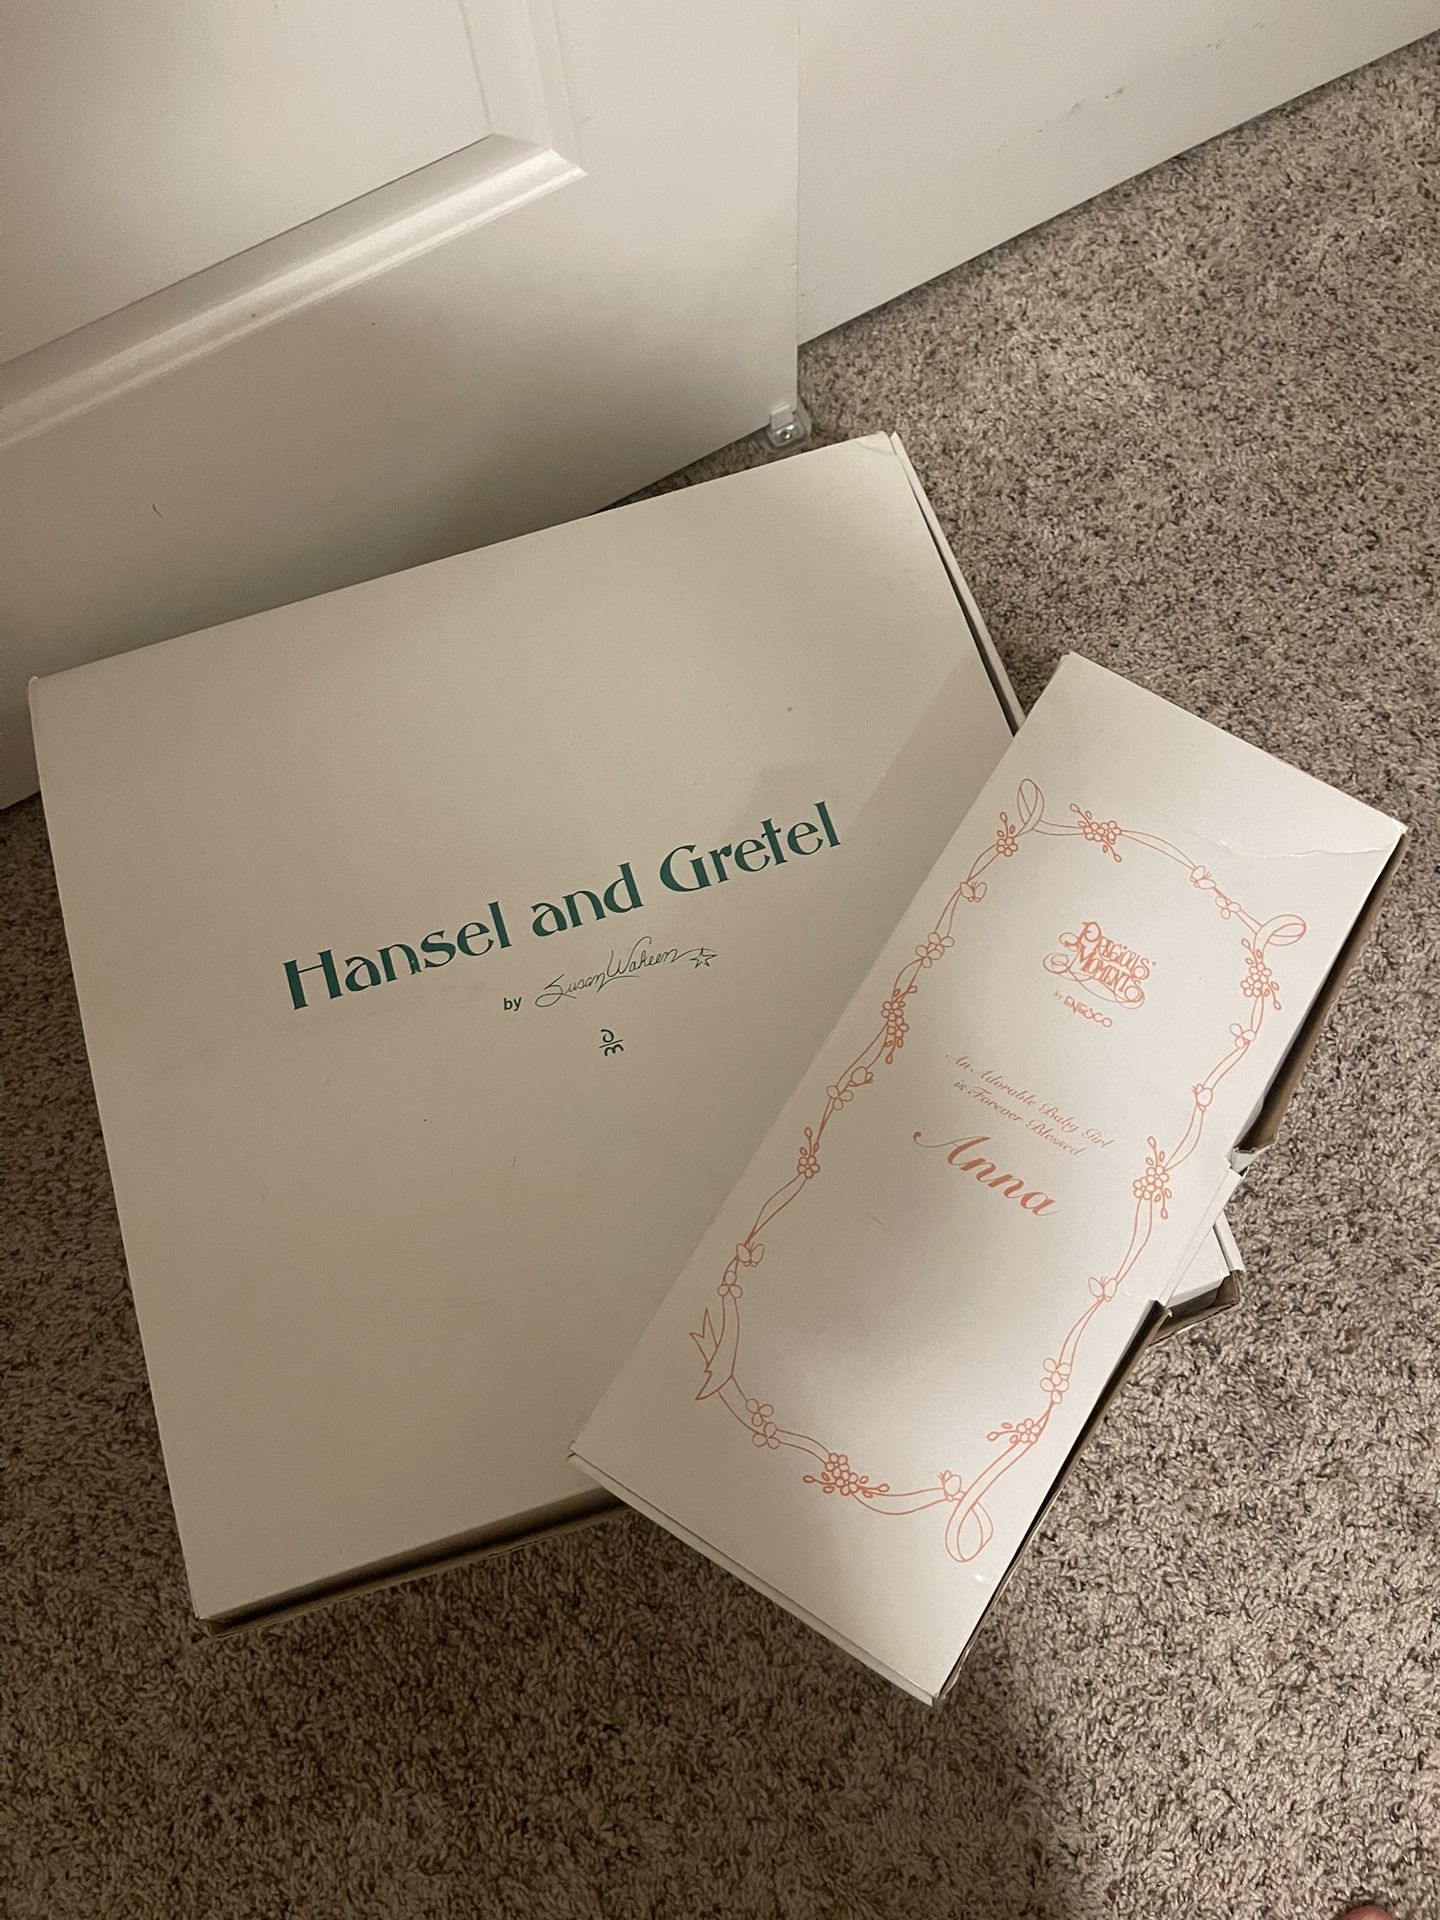 Hansel and Gretel
by Susan Wakeen
Precious
Moments
by ENESCO
An Adorable Baby Girl
is Forever Blessed
Anna